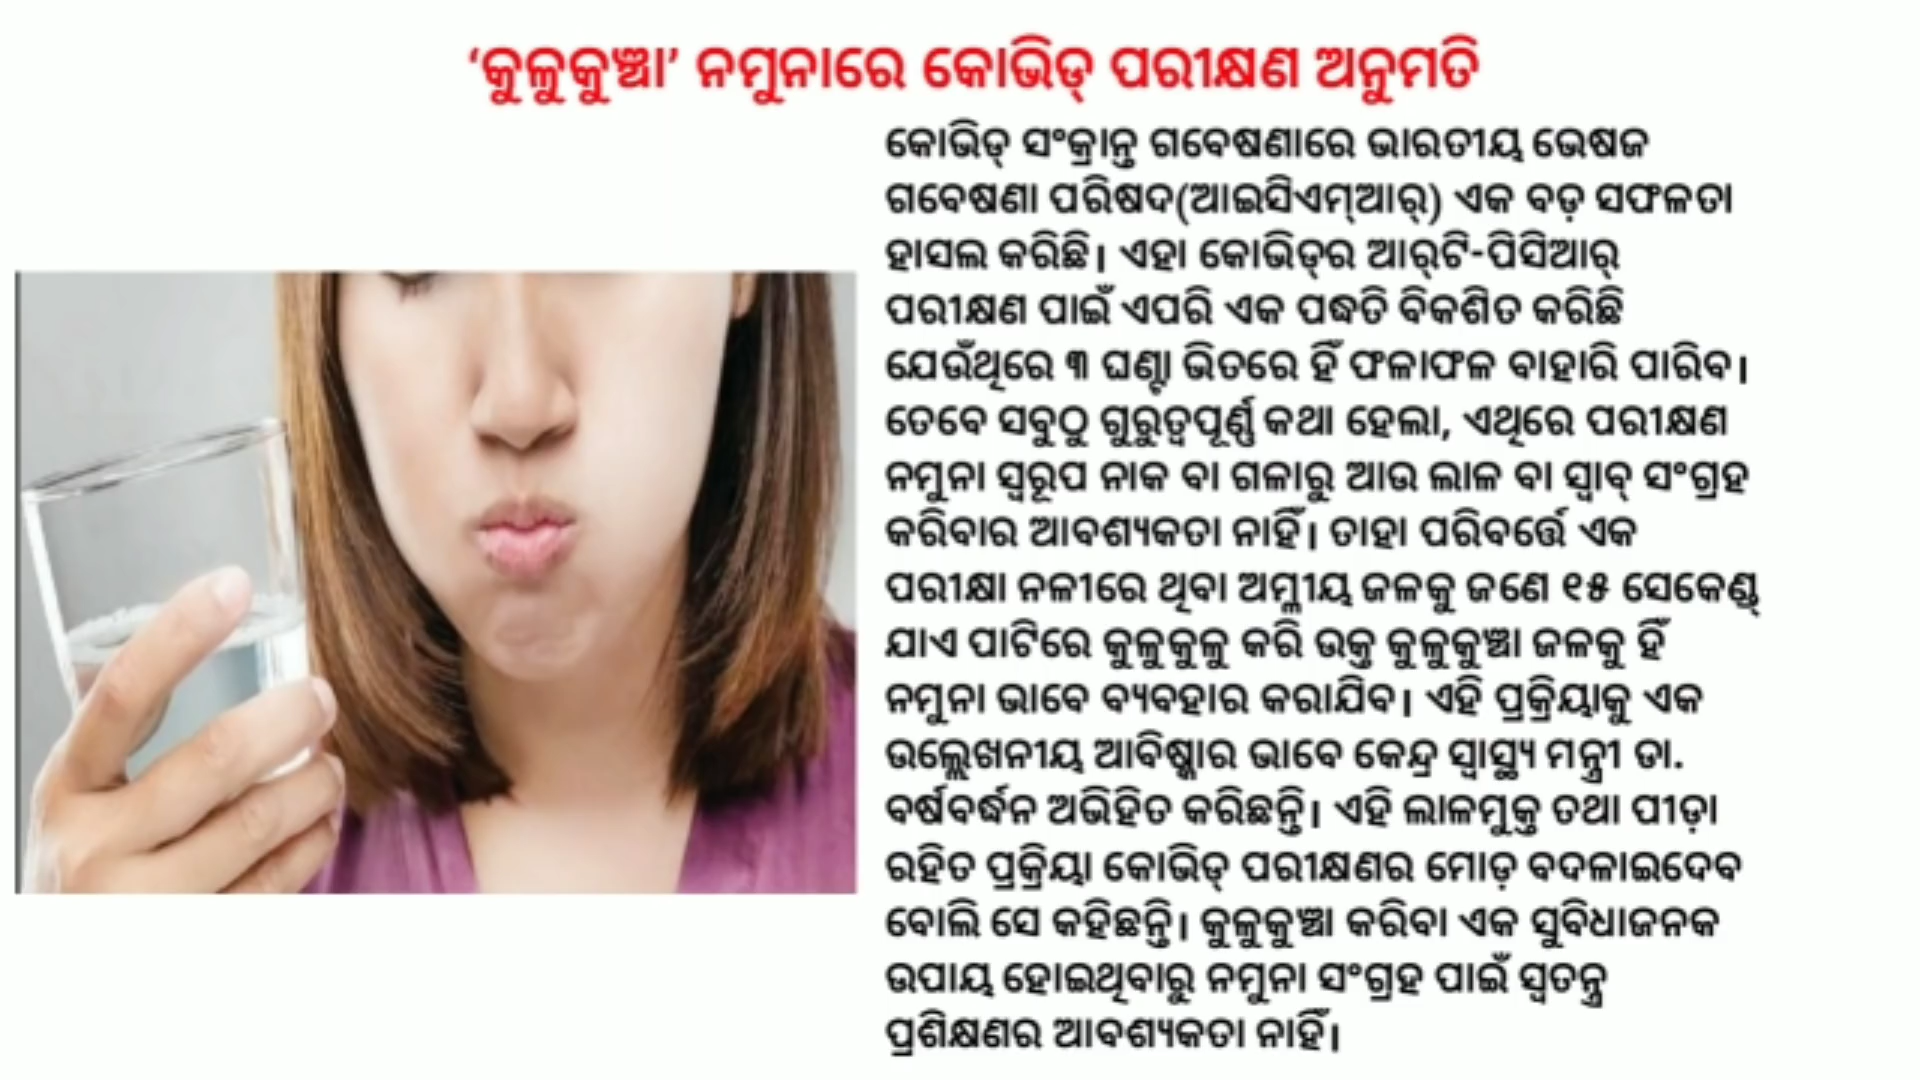 ‘କୁଳୁକୁଞ୍ଚା’ ନମୁନାରେ କୋଭିଡ୍ ପରୀକ୍ଷଣ ଅନୁମତି
କୋଭିଡ୍ ସଂକ୍ରାନ୍ତ ଗବେଷଣାରେ ଭାରତୀୟ ଭେଷଜ
ଗବେଷଣା ପରିଷଦ(ଆଇସିଏମ୍ଆର୍) ଏକ ବଡ଼ ସଫଳତା
ହାସଲ କରିଛି। ଏହା କୋଭିଡ୍‌ର ଆର୍‌ଟି-ପିସିଆର୍
ପରୀକ୍ଷଣ ପାଇଁ ଏପରି ଏକ ପଦ୍ଧତି ବିକଶିତ କରିଛି
ଯେଉଁଥିରେ ୩ ଘଣ୍ଟା ଭିତରେ ହିଁ ଫଳାଫଳ ବାହାରି ପାରିବ।
ତେବେ ସବୁଠୁ ଗୁରୁତ୍ୱପୂର୍ଣ୍ଣ କଥା ହେଲା, ଏଥିରେ ପରୀକ୍ଷଣ
ନମୁନା ସ୍ୱରୂପ ନାକ ବା ଗଳାରୁ ଆଉ ଲାଳ ବା ସ୍ୱାବ୍ ସଂଗ୍ରହ
କରିବାର ଆବଶ୍ୟକତା ନାହିଁ। ତାହା ପରିବର୍ତ୍ତେ ଏକ
ପରୀକ୍ଷା ନଳୀରେ ଥିବା ଅମ୍ଳୀୟ ଜଳକୁ ଜଣେ ୧୫ ସେକେଣ୍ଡ୍
ଯାଏ ପାଟିରେ କୁଳୁକୁଳୁ କରି ଉକ୍ତ କୁଳୁକୁଞ୍ଚା ଜଳକୁ ହିଁ
ନମୁନା ଭାବେ ବ୍ୟବହାର କରାଯିବ। ଏହି ପ୍ରକ୍ରିୟାକୁ ଏକ
ଉଲ୍ଲେଖନୀୟ ଆବିଷ୍କାର ଭାବେ କେନ୍ଦ୍ର ସ୍ୱାସ୍ଥ୍ୟ ମନ୍ତ୍ରୀ ଡା.
ବର୍ଷବର୍ଦ୍ଧନ ଅଭିହିତ କରିଛନ୍ତି। ଏହି ଲାଳମୁକ୍ତ ତଥା ପୀଡ଼ା
ରହିତ ପ୍ରକ୍ରିୟା କୋଭିଡ୍ ପରୀକ୍ଷଣର ମୋଡ଼ ବଦଳାଇଦେବ
ବୋଲି ସେ କହିଛନ୍ତି। କୁଳୁକୁଞ୍ଚା କରିବା ଏକ ସୁବିଧାଜନକ
ଉପାୟ ହୋଇଥିବାରୁ ନମୁନା ସଂଗ୍ରହ ପାଇଁ ସ୍ୱତନ୍ତ୍ର
ପ୍ରଶିକ୍ଷଣର ଆବଶ୍ୟକତା ନାହିଁ।